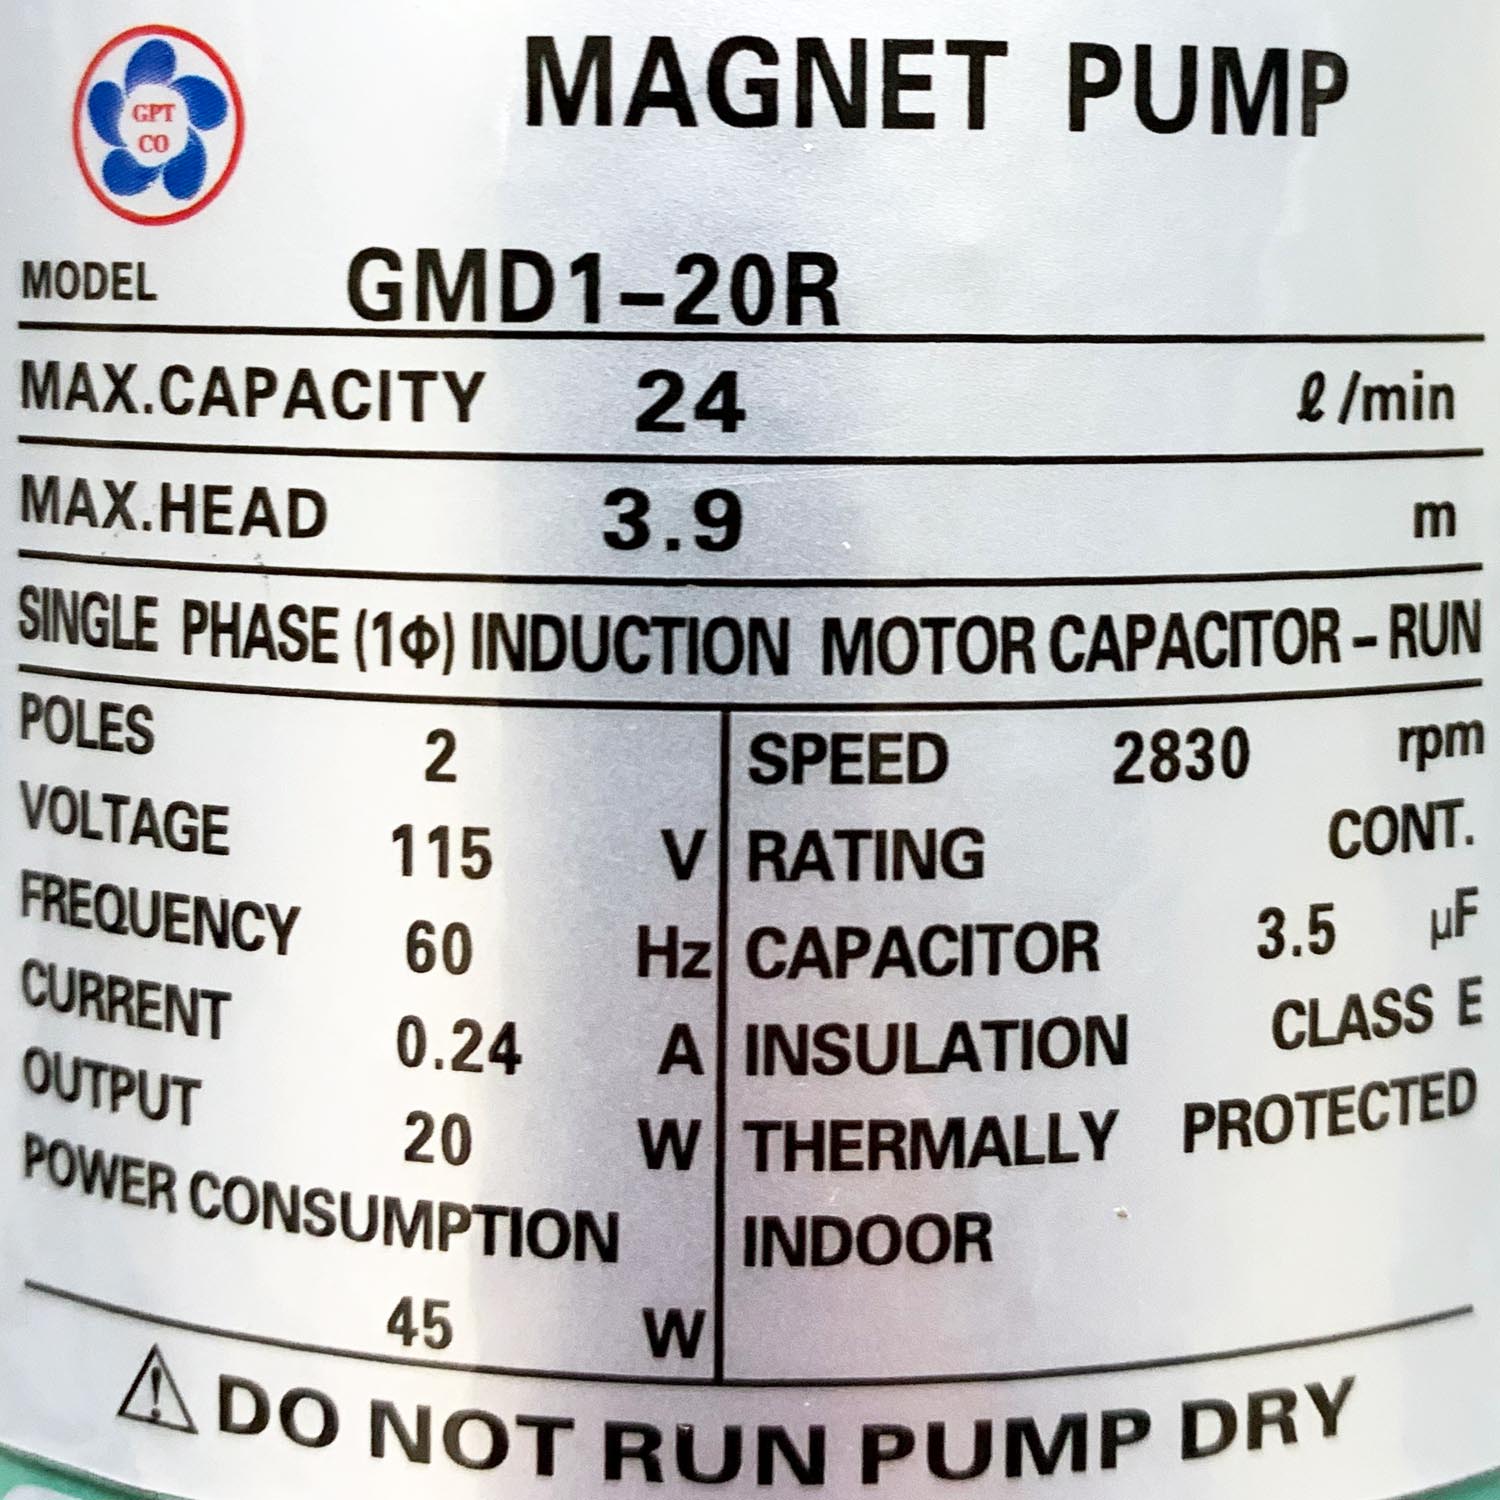 GPT
CO
MAGNET PUMP
MODEL GMD1-20R
MAX.CAPACITY 24 ℓ/min
MAX.HEAD 3.9 m
SINGLE PHASE (1Φ) INDUCTION MOTOR CAPACITOR-RUN
POLES 2
VOLTAGE 115 V
FREQUENCY 60 Hz
CURRENT 0.24 A
OUTPUT 20 W
POWER CONSUMPTION
45 W
SPEED 2830 rpm
RATING CONT.
CAPACITOR 3.5 µF
INSULATION CLASS E
THERMALLY PROTECTED
INDOOR
⚠ DO NOT RUN PUMP DRY